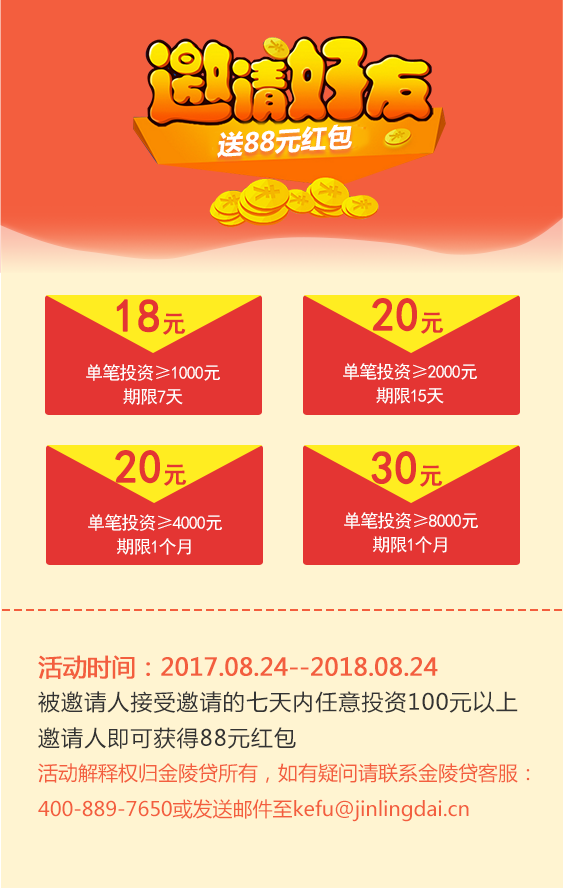 邀请好友
送88元红包
18元
单笔投资≥1000元
期限7天
20元
单笔投资≥2000元
期限15天
20元
单笔投资≥4000元
期限1个月
30元
单笔投资≥8000元
期限1个月
活动时间：2017.08.24--2018.08.24
被邀请人接受邀请的七天内任意投资100元以上
邀请人即可获得88元红包
活动解释权归金陵贷所有，如有疑问请联系金陵贷客服：
400-889-7650或发送邮件至kefu@jinlingdai.cn